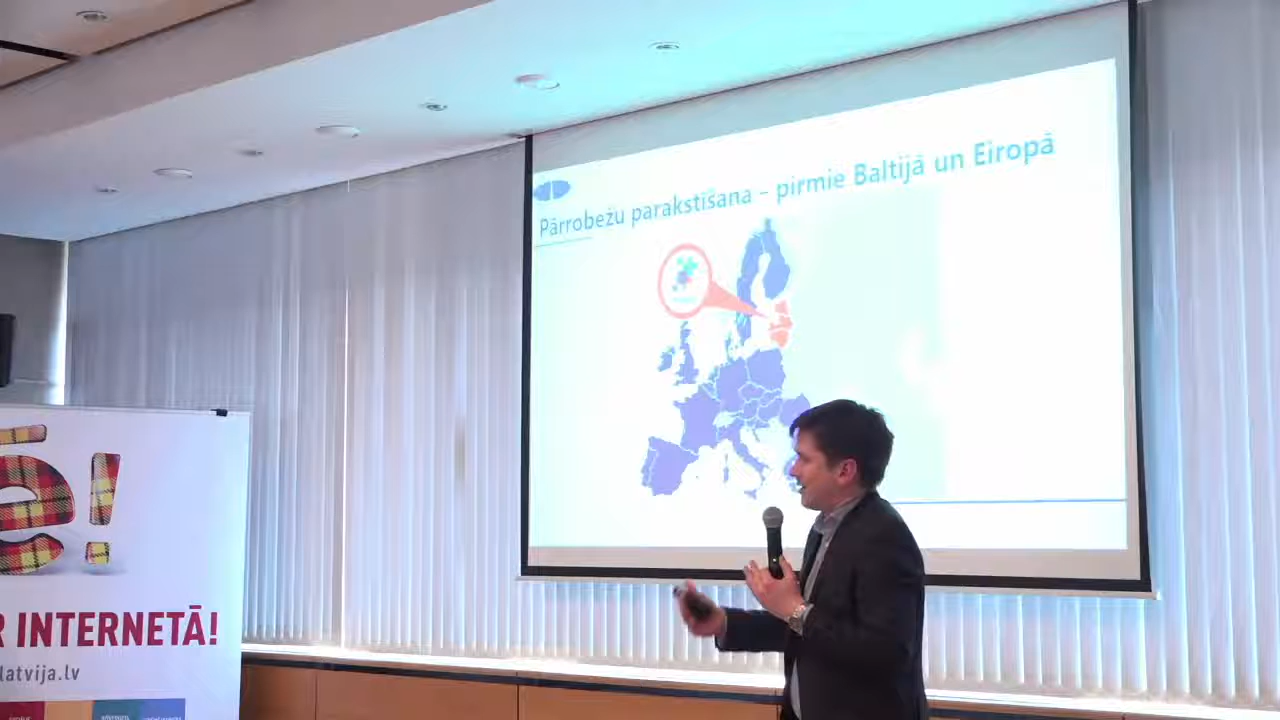 Pārrobežu parakstīšana – pirmie Baltijā un Eiropā
ē!
R INTERNETĀ!
latvija.lv